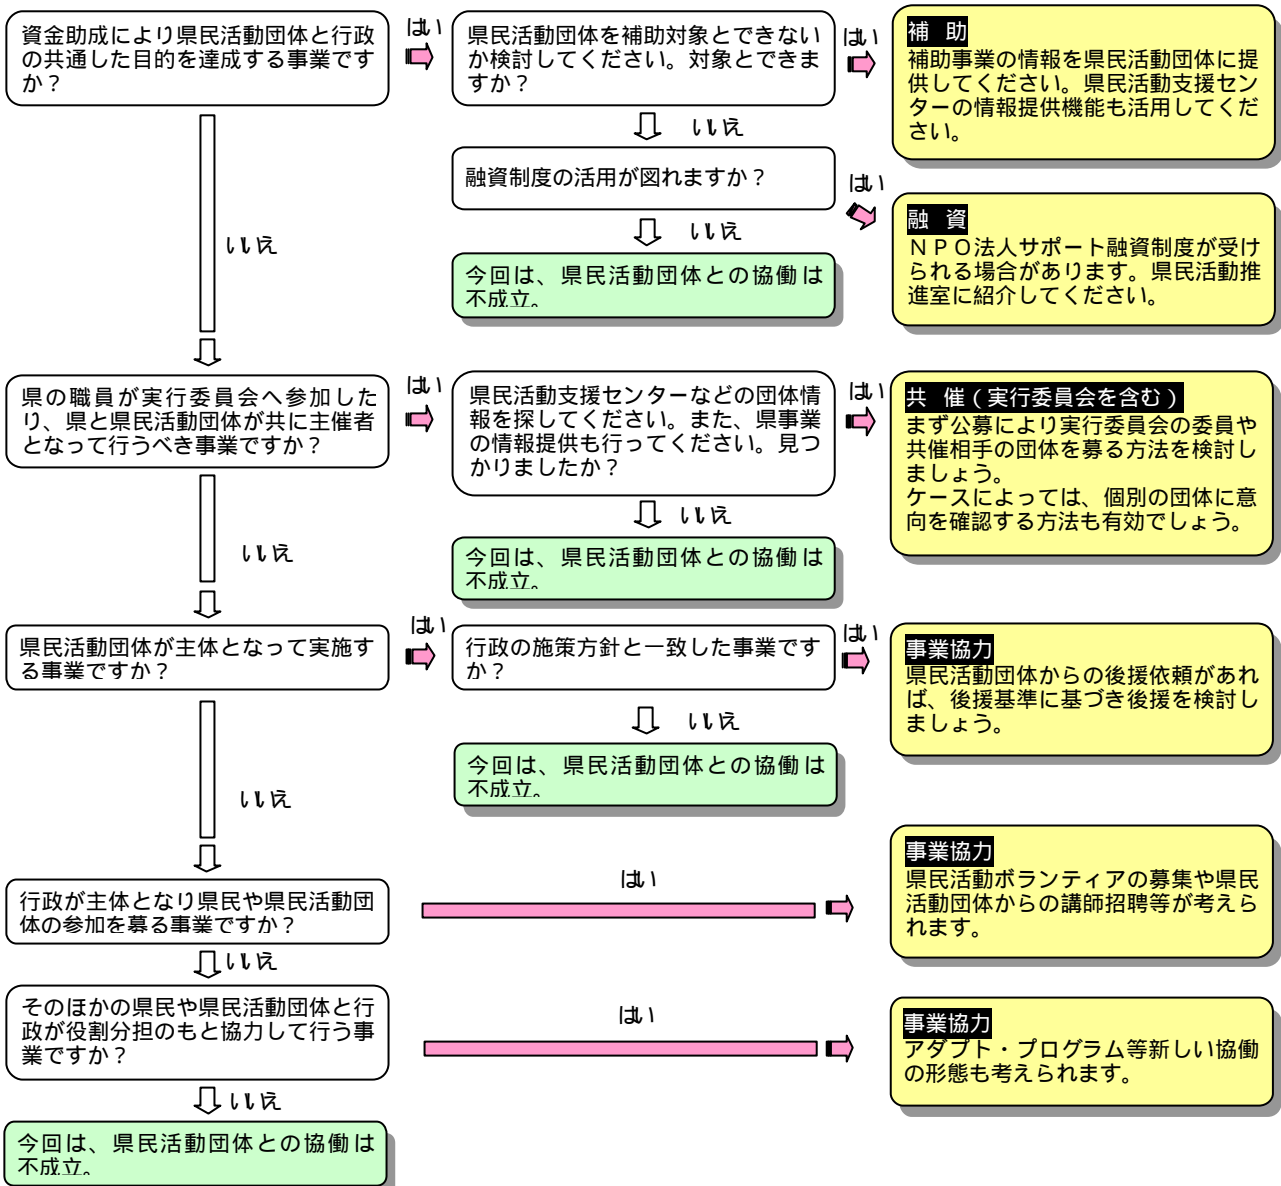 資金助成により県民活動団体と行政
の共通した目的を達成する事業です
か？
はい
県民活動団体を補助対象とできない
か検討してください。対象とできま
すか？
はい
補 助
補助事業の情報を県民活動団体に提
供してください。県民活動支援セン
ターの情報提供機能も活用してくだ
さい。
いいえ
融資制度の活用が図れますか？
はい
融 資
ＮＰＯ法人サポート融資制度が受け
られる場合があります。県民活動推
進室に紹介してください。
いいえ
今回は、県民活動団体との協働は
不成立。
いいえ
県の職員が実行委員会へ参加した
り、県と県民活動団体が共に主催者
となって行うべき事業ですか？
はい
県民活動支援センターなどの団体情
報を探してください。また、県事業
の情報提供も行ってください。見つ
かりましたか？
はい
共 催（実行委員会を含む）
まず公募により実行委員会の委員や
共催相手の団体を募る方法を検討し
ましょう。
ケースによっては、個別の団体に意
向を確認する方法も有効でしょう。
いいえ
今回は、県民活動団体との協働は
不成立。
いいえ
県民活動団体が主体となって実施す
る事業ですか？
はい
行政の施策方針と一致した事業です
か？
はい
事業協力
県民活動団体からの後援依頼があれ
ば、後援基準に基づき後援を検討し
ましょう。
いいえ
今回は、県民活動団体との協働は
不成立。
いいえ
行政が主体となり県民や県民活動団
体の参加を募る事業ですか？
はい
事業協力
県民活動ボランティアの募集や県民
活動団体からの講師招聘等が考えら
れます。
いいえ
そのほかの県民や県民活動団体と行
政が役割分担のもと協力して行う事
業ですか？
はい
事業協力
アダプト・プログラム等新しい協働
の形態も考えられます。
いいえ
今回は、県民活動団体との協働は
不成立。